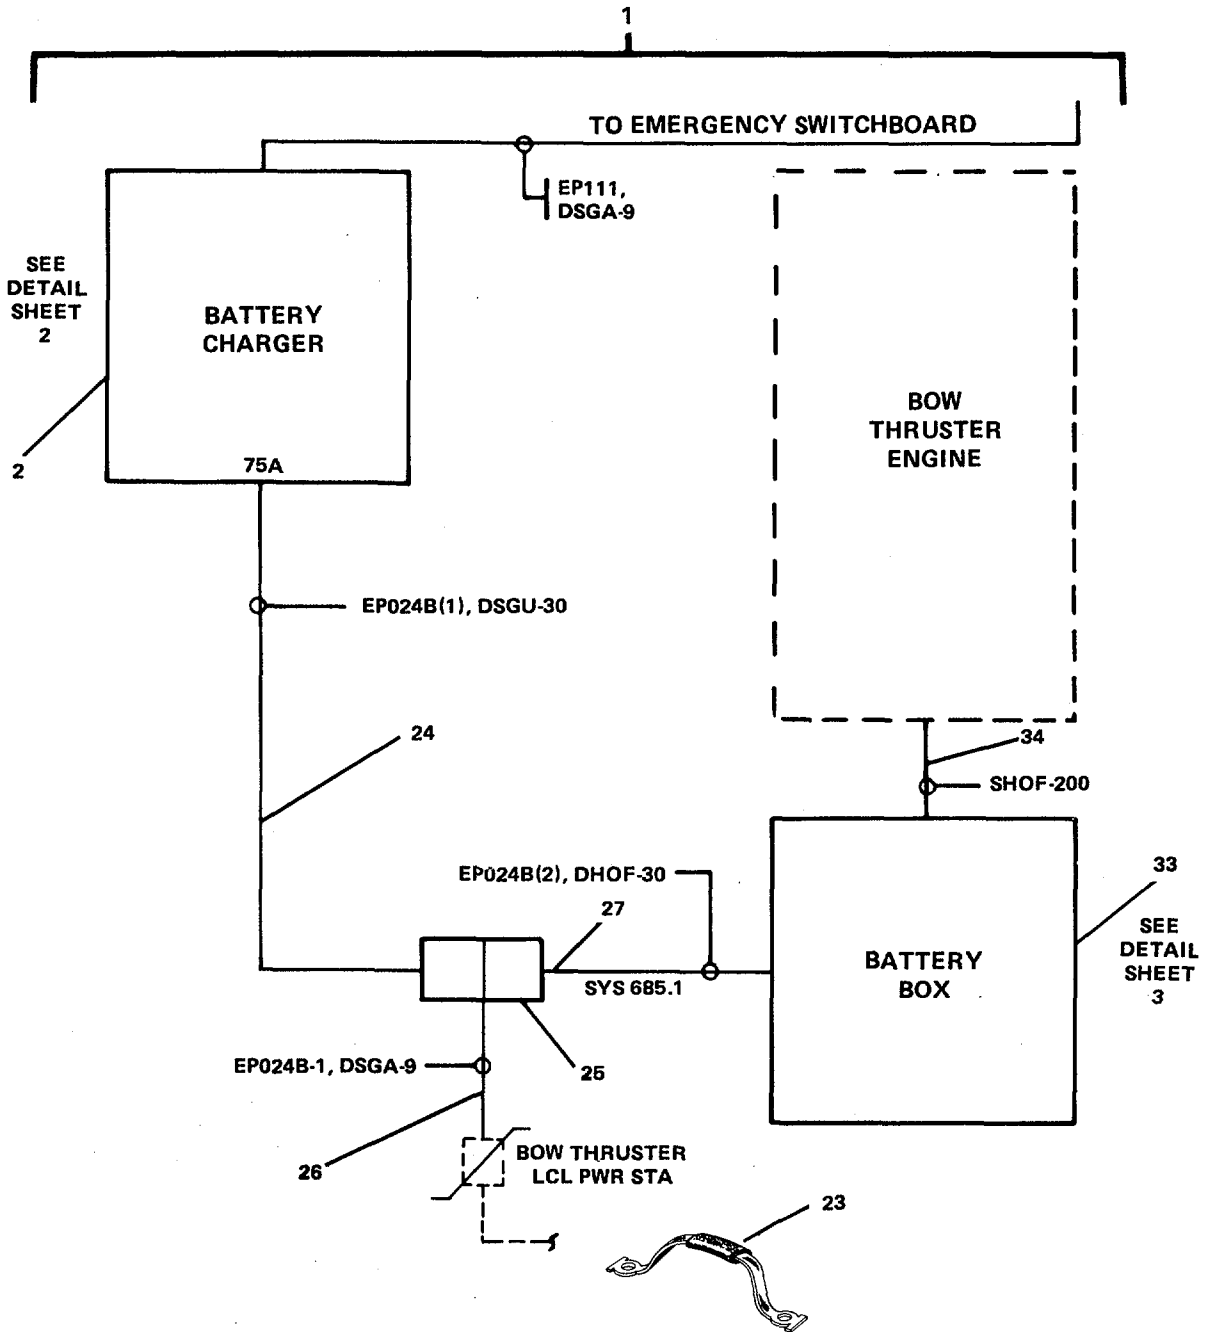 1
TO EMERGENCY SWITCHBOARD
EP111,
DSGA-9
SEE
DETAIL
SHEET
2
BATTERY
CHARGER
75A
2
BOW
THRUSTER
ENGINE
EP024B(1), DSGU-30
24
34
SHOF-200
EP024B(2), DHOF-30
27
33
SEE
DETAIL
SHEET
3
BATTERY
BOX
SYS 685.1
EP024B-1, DSGA-9
25
26
BOW THRUSTER
LCL PWR STA
23